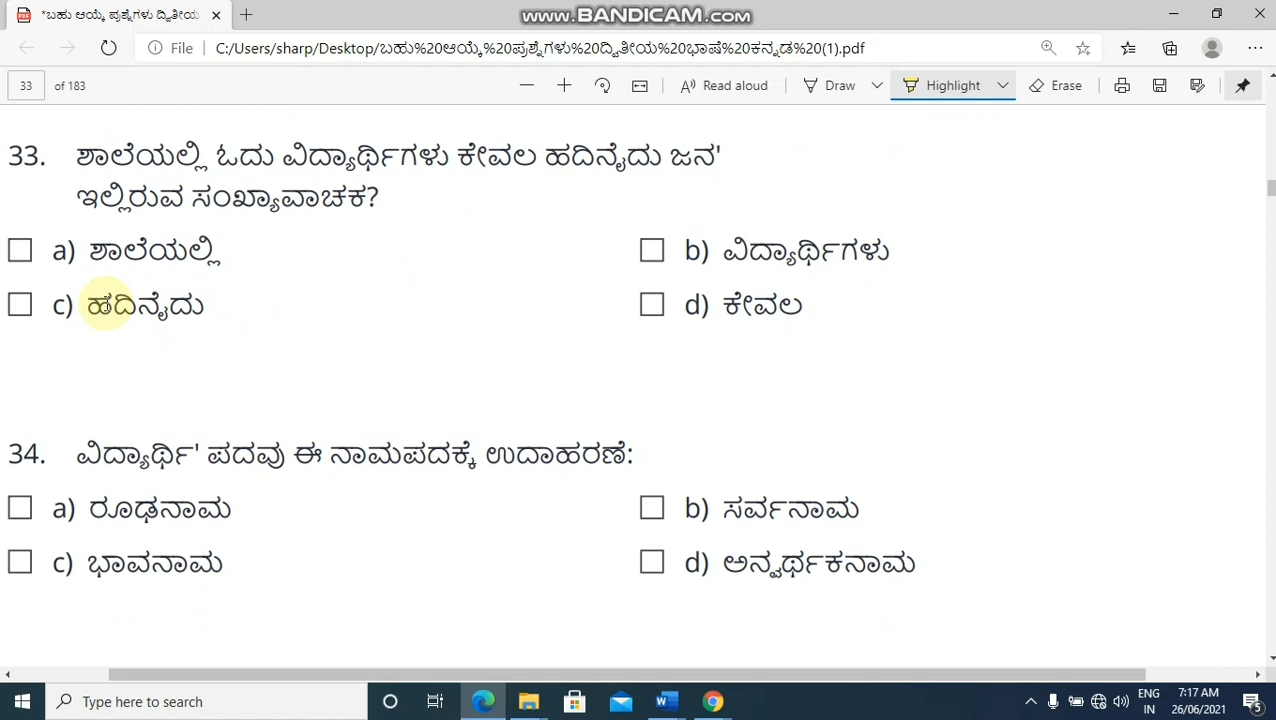 *ಬಹು ಆಯ್ಕೆ ಪ್ರಶ್ನೆಗಳು ದ್ವಿತೀಯ
www.BANDICAM.com
File C:/Users/sharp/Desktop/ಬಹು%20ಆಯ್ಕೆ%20ಪ್ರಶ್ನೆಗಳು%20ದ್ವಿತೀಯ%20ಭಾಷೆ%20ಕನ್ನಡ%20(1).pdf
33 of 183 Read aloud Draw Highlight Erase
33. ಶಾಲೆಯಲ್ಲಿ ಓದು ವಿದ್ಯಾರ್ಥಿಗಳು ಕೇವಲ ಹದಿನೈದು ಜನ'
ಇಲ್ಲಿರುವ ಸಂಖ್ಯಾವಾಚಕ?
a) ಶಾಲೆಯಲ್ಲಿ b) ವಿದ್ಯಾರ್ಥಿಗಳು
c) ಹದಿನೈದು d) ಕೇವಲ
34. ವಿದ್ಯಾರ್ಥಿ' ಪದವು ಈ ನಾಮಪದಕ್ಕೆ ಉದಾಹರಣೆ:
a) ರೂಢನಾಮ b) ಸರ್ವನಾಮ
c) ಭಾವನಾಮ d) ಅನ್ವರ್ಥಕನಾಮ
Type here to search ENG 7:17 AM
IN 26/06/2021 5